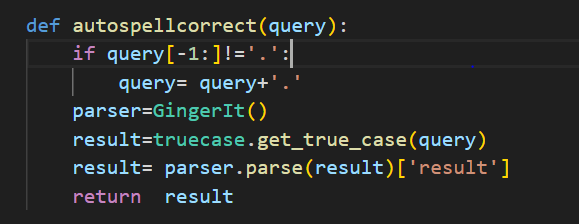 def autospellcorrect(query):
    if query[-1:]!='.':
        query= query+'.'
    parser=GingerIt()
    result=truecase.get_true_case(query)
    result= parser.parse(result)['result']
    return  result